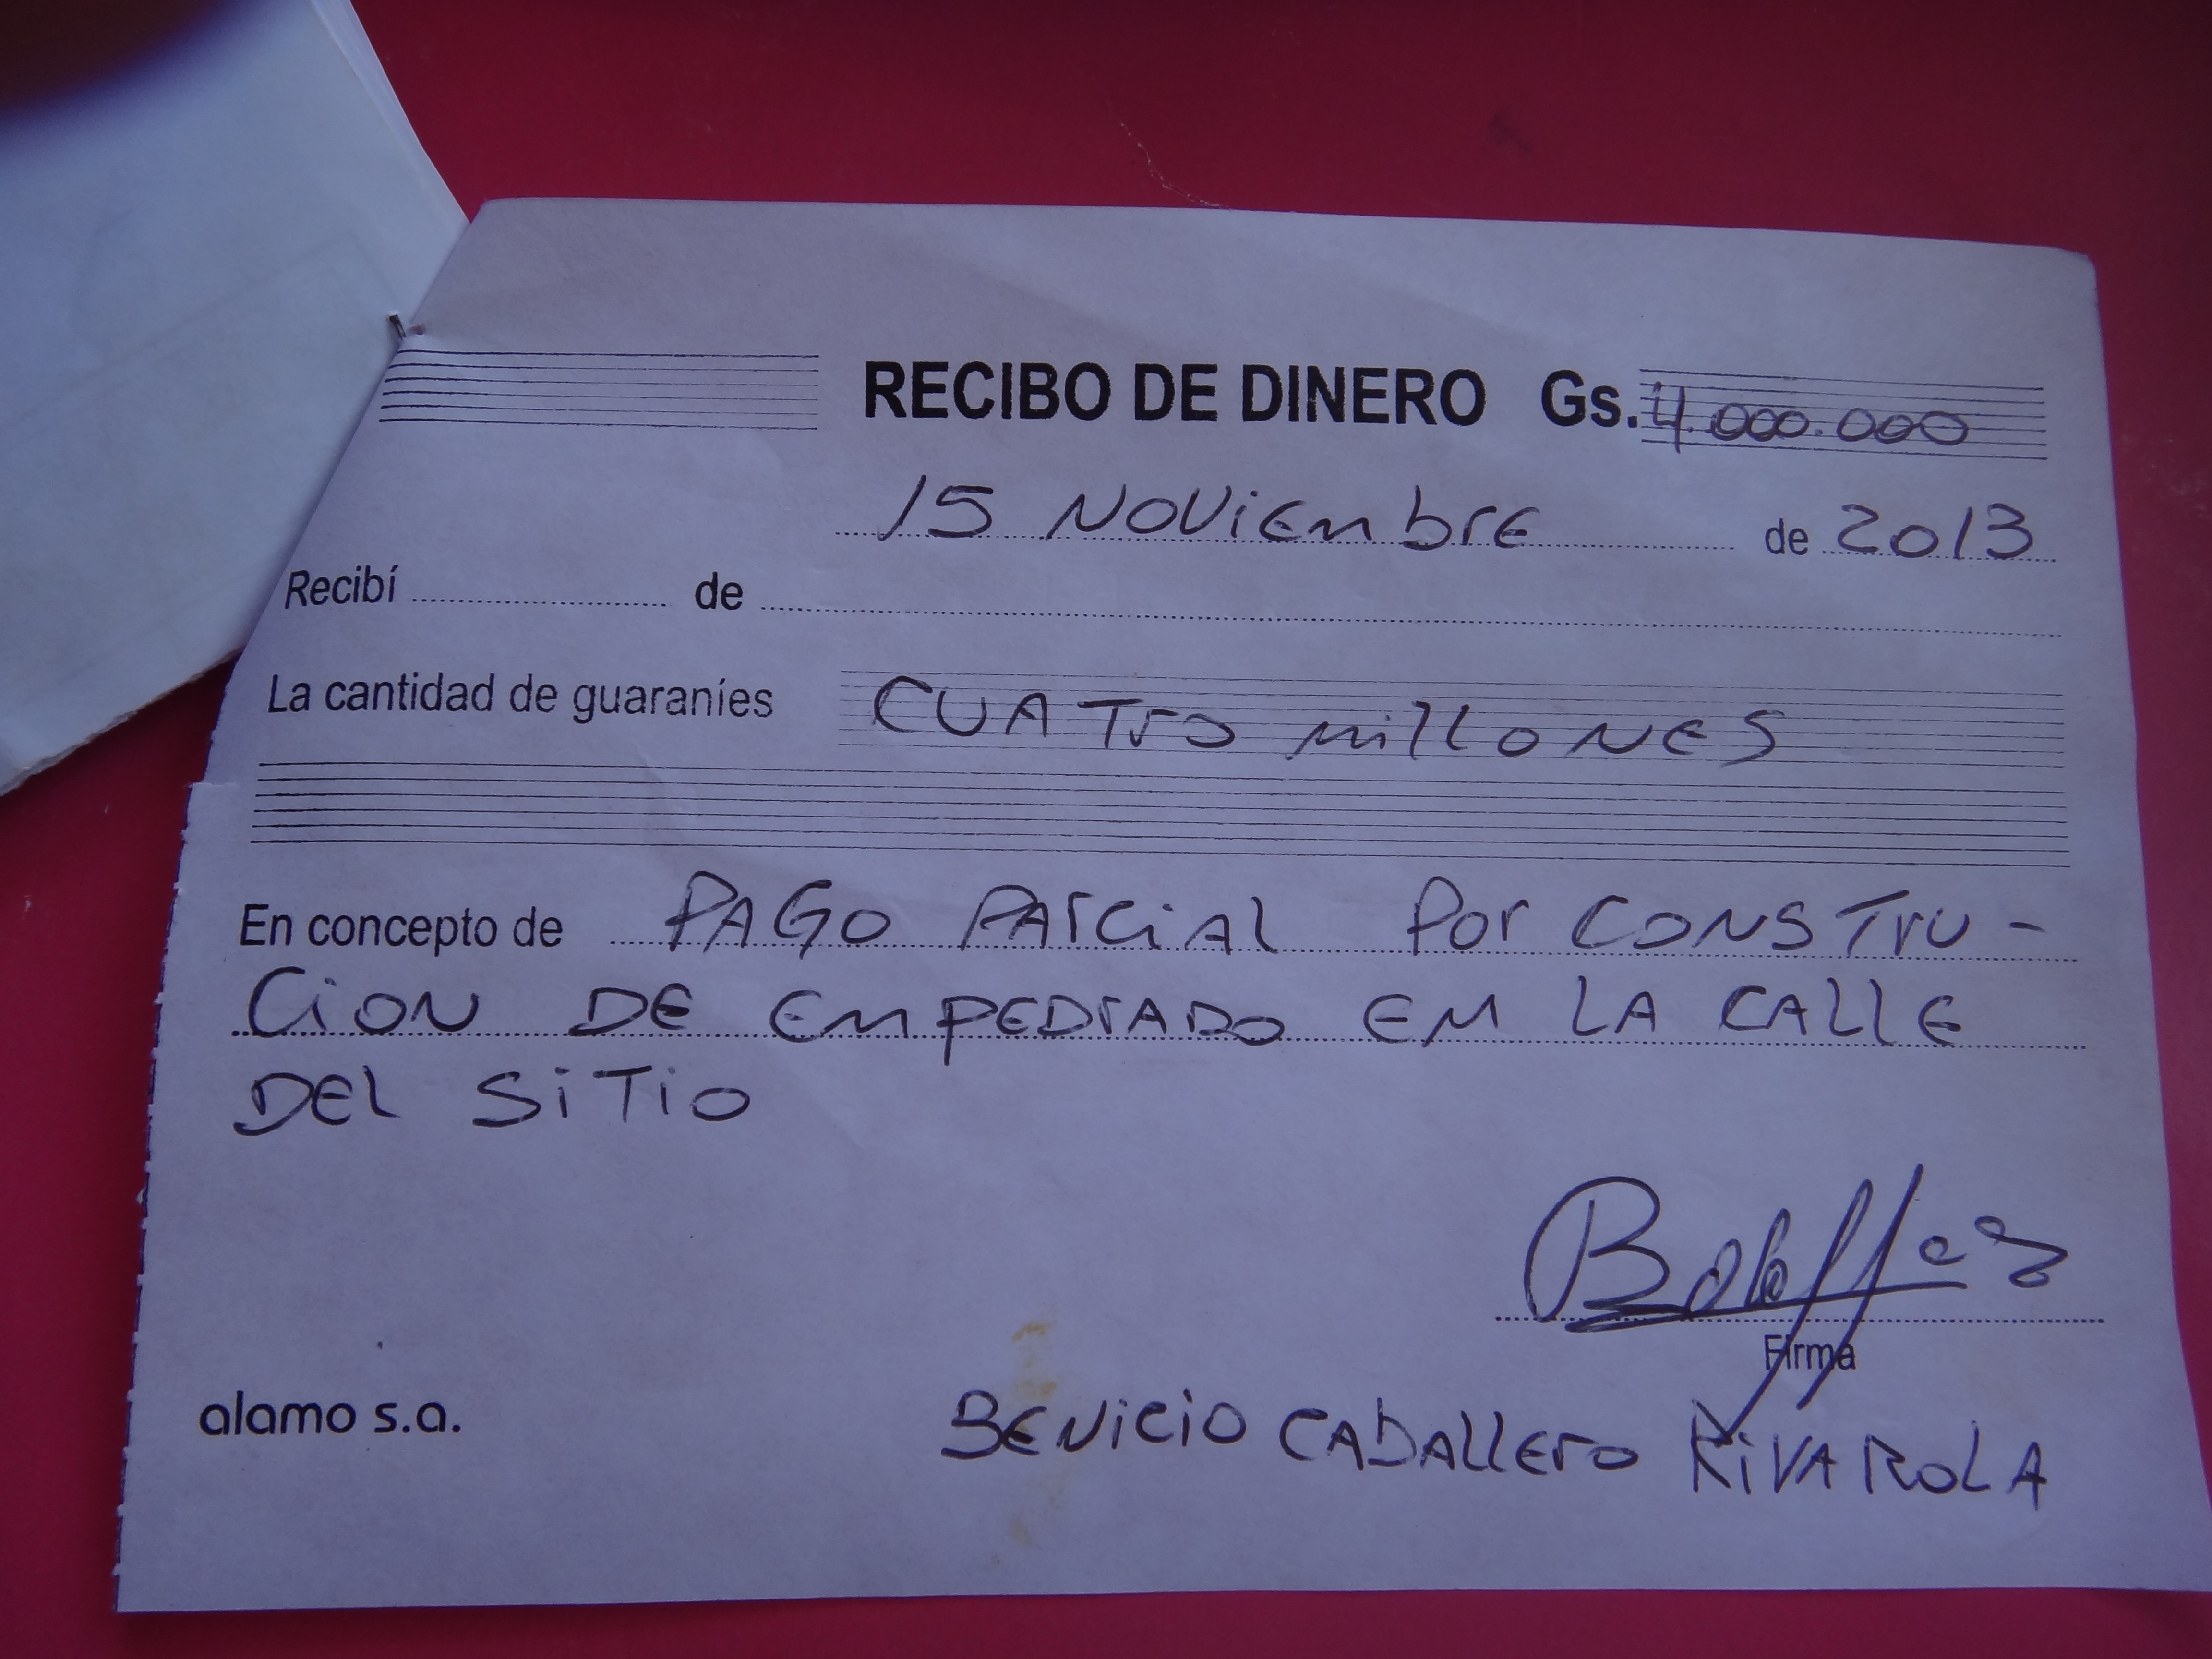 RECIBO DE DINERO Gs. 4.000.000
15 NOViEmbrE de 2013
Recibí de
La cantidad de guaraníes CUATrO millONES
En concepto de PAGO PArCiAL Por CONSTrU-
CiON DE EmPEDrADO EM LA CALLE
DEL SiTiO
Firma
alamo s.a.
BENiCiO CABALLErO RiVAROLA